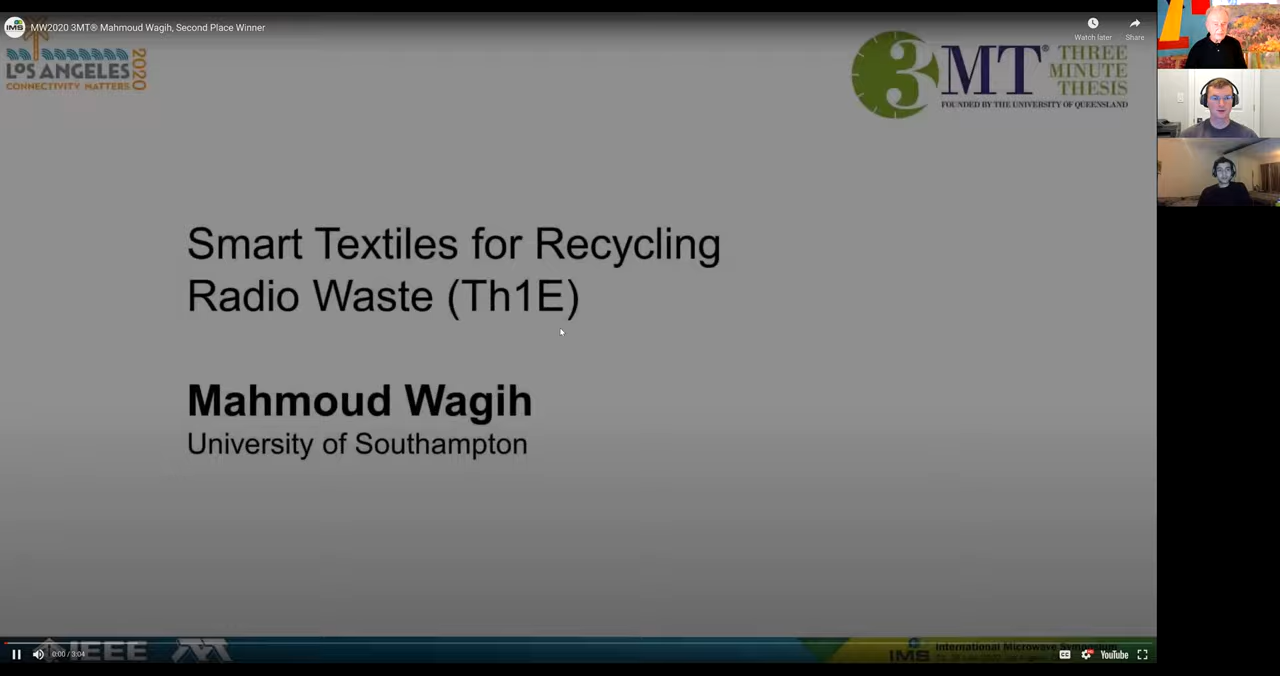 IMS
MW2020 3MT® Mahmoud Wagih, Second Place Winner
Watch later
Share
LOS ANGELES
2020
CONNECTIVITY MATTERS
3MT®
THREE
MINUTE
THESIS
FOUNDED BY THE UNIVERSITY OF QUEENSLAND
Smart Textiles for Recycling
Radio Waste (Th1E)
Mahmoud Wagih
University of Southampton
0:00 / 3:04
IEEE
IMS
International Microwave Symposium
CC
YouTube